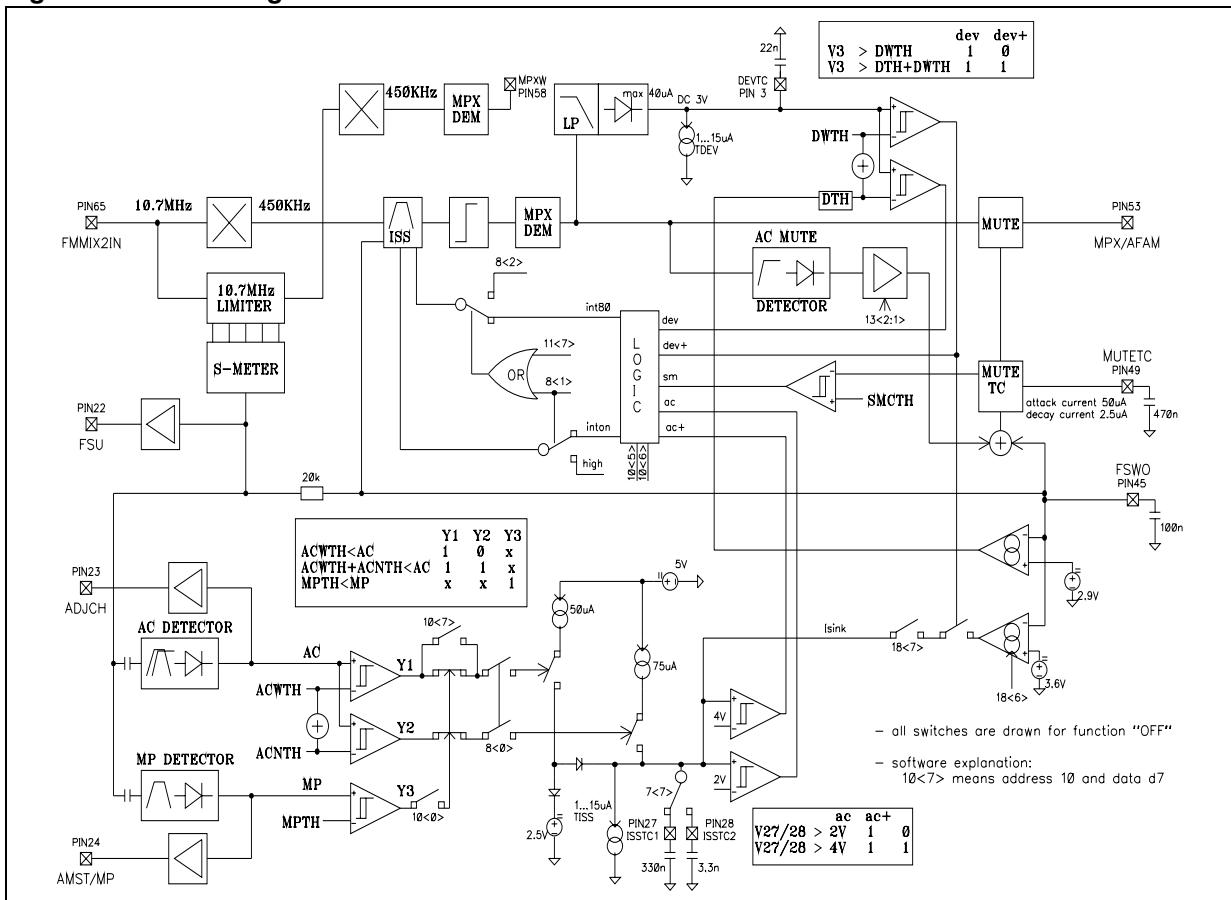 22n
DEVTC
PIN 3
dev dev+
V3 > DWTH 1 0
V3 > DTH+DWTH 1 1
450KHz
MPX
DEM
MPXW
PIN58
LP
max 40uA
DC 3V
1...15uA
TDEV
DWTH
DTH
PIN65
FMMIX2IN
10.7MHz
450KHz
ISS
MPX
DEM
AC MUTE
DETECTOR
13<2:1>
MUTE
PIN53
MPX/AFAM
10.7MHz
LIMITER
S-METER
8<2>
int80
OR
11<7>
8<1>
inton
high
LOGIC
dev
dev+
sm
ac
ac+
10<5>
10<6>
SMCTH
MUTE
TC
MUTETC
PIN49
attack current 50uA
decay current 2.5uA
470n
PIN22
FSU
20k
FSWO
PIN45
100n
2.9V
3.6V
18<6>
18<7>
Isink
Y1 Y2 Y3
ACWTH<AC 1 0 x
ACWTH+ACNTH<AC 1 1 x
MPTH<MP x x 1
PIN23
ADJCH
AC DETECTOR
AC
ACWTH
ACNTH
Y1
Y2
10<7>
8<0>
50uA
5V
75uA
MP DETECTOR
MP
MPTH
Y3
10<0>
PIN24
AMST/MP
2.5V
1...15uA
TISS
7<7>
PIN27
ISSTC1
PIN28
ISSTC2
330n
3.3n
4V
2V
- all switches are drawn for function "OFF"
- software explanation:
10<7> means address 10 and data d7
ac ac+
V27/28 > 2V 1 0
V27/28 > 4V 1 1